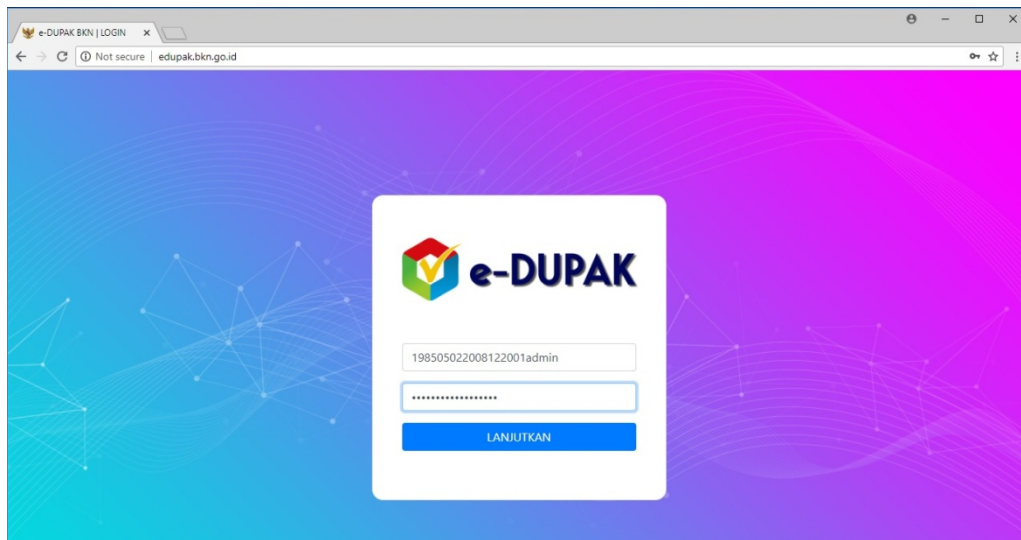 e-DUPAK BKN | LOGIN
Not secure | edupak.bkn.go.id
e-DUPAK
198505022008122001admin
••••••••••••••••••
LANJUTKAN